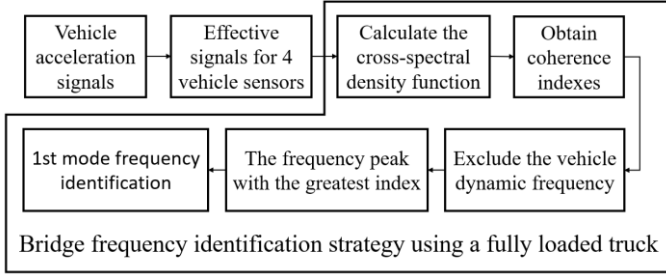 Vehicle
acceleration
signals
Effective
signals for 4
vehicle sensors
Calculate the
cross-spectral
density function
Obtain
coherence
indexes
Exclude the vehicle
dynamic frequency
The frequency peak
with the greatest index
1st mode frequency
identification
Bridge frequency identification strategy using a fully loaded truck